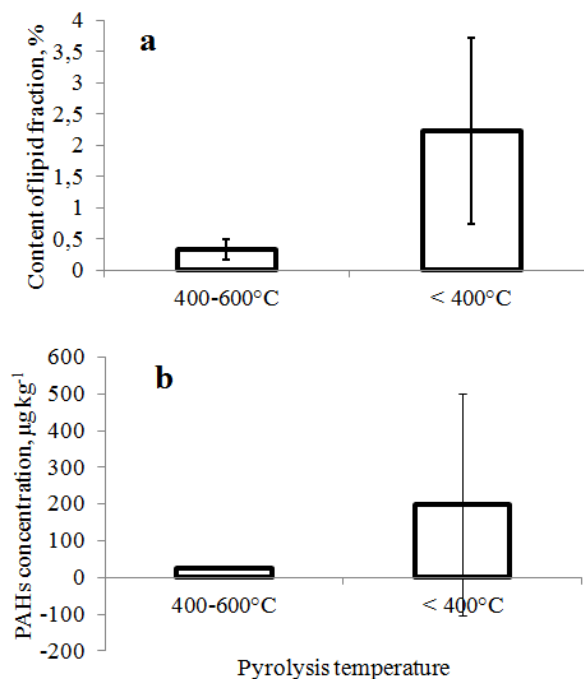 a
Content of lipid fraction, %
4
3,5
3
2,5
2
1,5
1
0,5
0
400-600°C
< 400°C
b
PAHs concentration, µg kg-1
600
500
400
300
200
100
0
-100
-200
400-600°C
< 400°C
Pyrolysis temperature